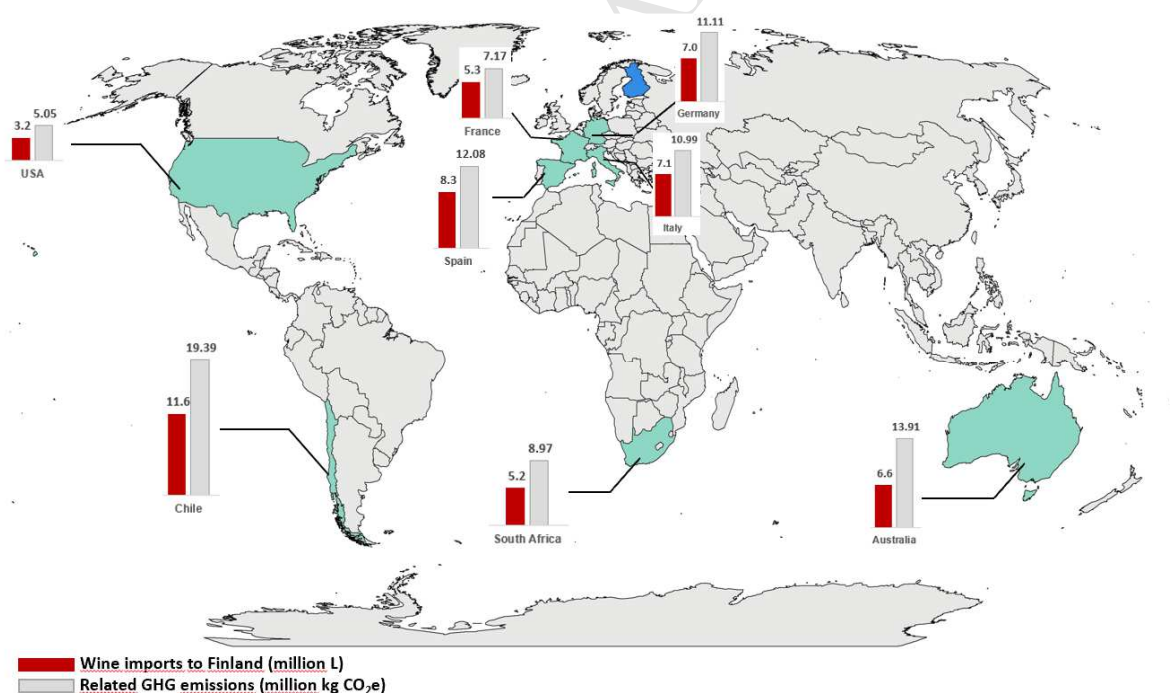 11.11
7.0
Germany
7.17
5.3
France
5.05
3.2
USA
10.99
7.1
Italy
12.08
8.3
Spain
19.39
11.6
Chile
8.97
5.2
South Africa
13.91
6.6
Australia
Wine imports to Finland (million L)
Related GHG emissions (million kg CO₂e)